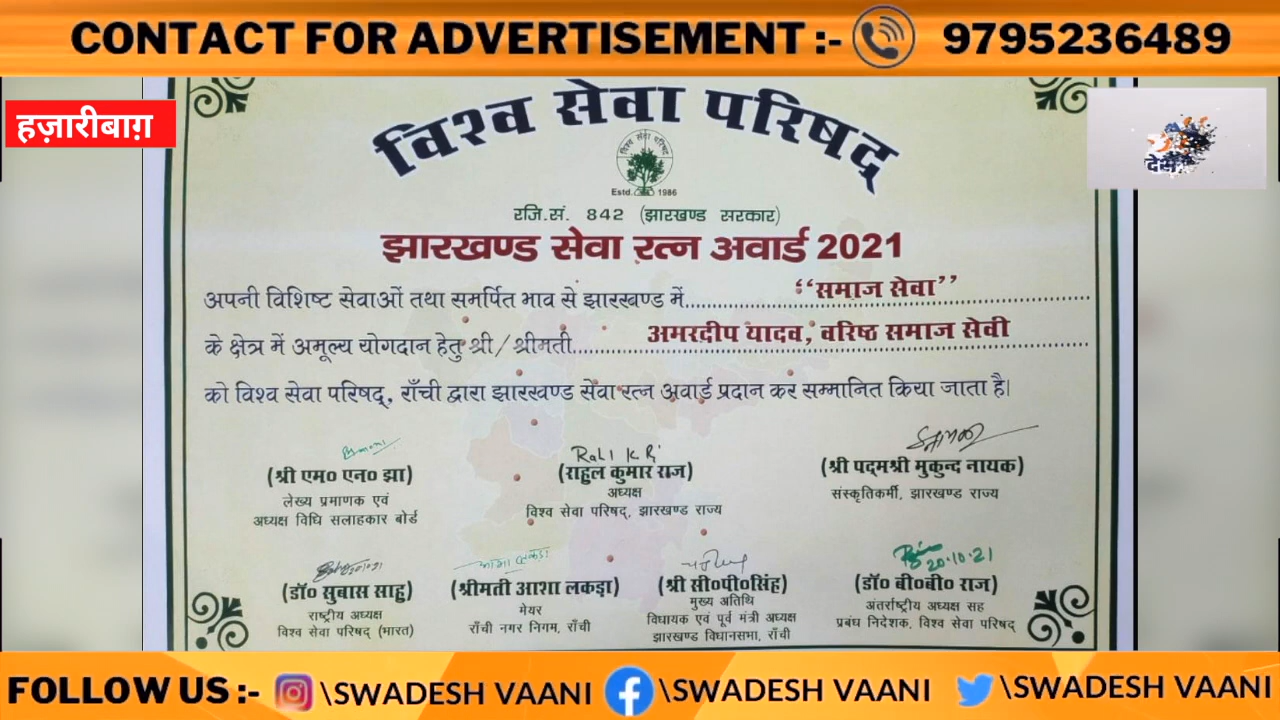 CONTACT FOR ADVERTISEMENT :- 9795236489
हज़ारीबाग़
देस
विश्व सेवा परिषद्
विश्व सेवा परिषद्
Estd. 1986
रजि.सं. 842 (झारखण्ड सरकार)
झारखण्ड सेवा रत्न अवार्ड 2021
अपनी विशिष्ट सेवाओं तथा समर्पित भाव से झारखण्ड में.......‘‘समाज सेवा’’.......
के क्षेत्र में अमूल्य योगदान हेतु श्री/श्रीमती.......अमरदीप यादव, वरिष्ठ समाज सेवी.......
को विश्व सेवा परिषद्, राँची द्वारा झारखण्ड सेवा रत्न अवार्ड प्रदान कर सम्मानित किया जाता है।
(श्री एम० एन० झा) (राहुल कुमार राज) (श्री पद्मश्री मुकुन्द नायक)
लेख्य प्रमाणक एवं अध्यक्ष संस्कृतिकर्मी, झारखण्ड राज्य
अध्यक्ष विधि सलाहकार बोर्ड विश्व सेवा परिषद्, झारखण्ड राज्य
आशा लकड़ा 20.10.21
(डॉ० सुबास साहु) (श्रीमती आशा लकड़ा) (श्री सी०पी०सिंह) (डॉ० बी०बी० राज)
राष्ट्रीय अध्यक्ष मेयर मुख्य अतिथि अंतर्राष्ट्रीय अध्यक्ष सह
विश्व सेवा परिषद् (भारत) राँची नगर निगम, राँची विधायक एवं पूर्व मंत्री अध्यक्ष प्रबंध निदेशक, विश्व सेवा परिषद्
झारखण्ड विधानसभा, राँची
FOLLOW US :- \SWADESH VAANI \SWADESH VAANI \SWADESH VAANI